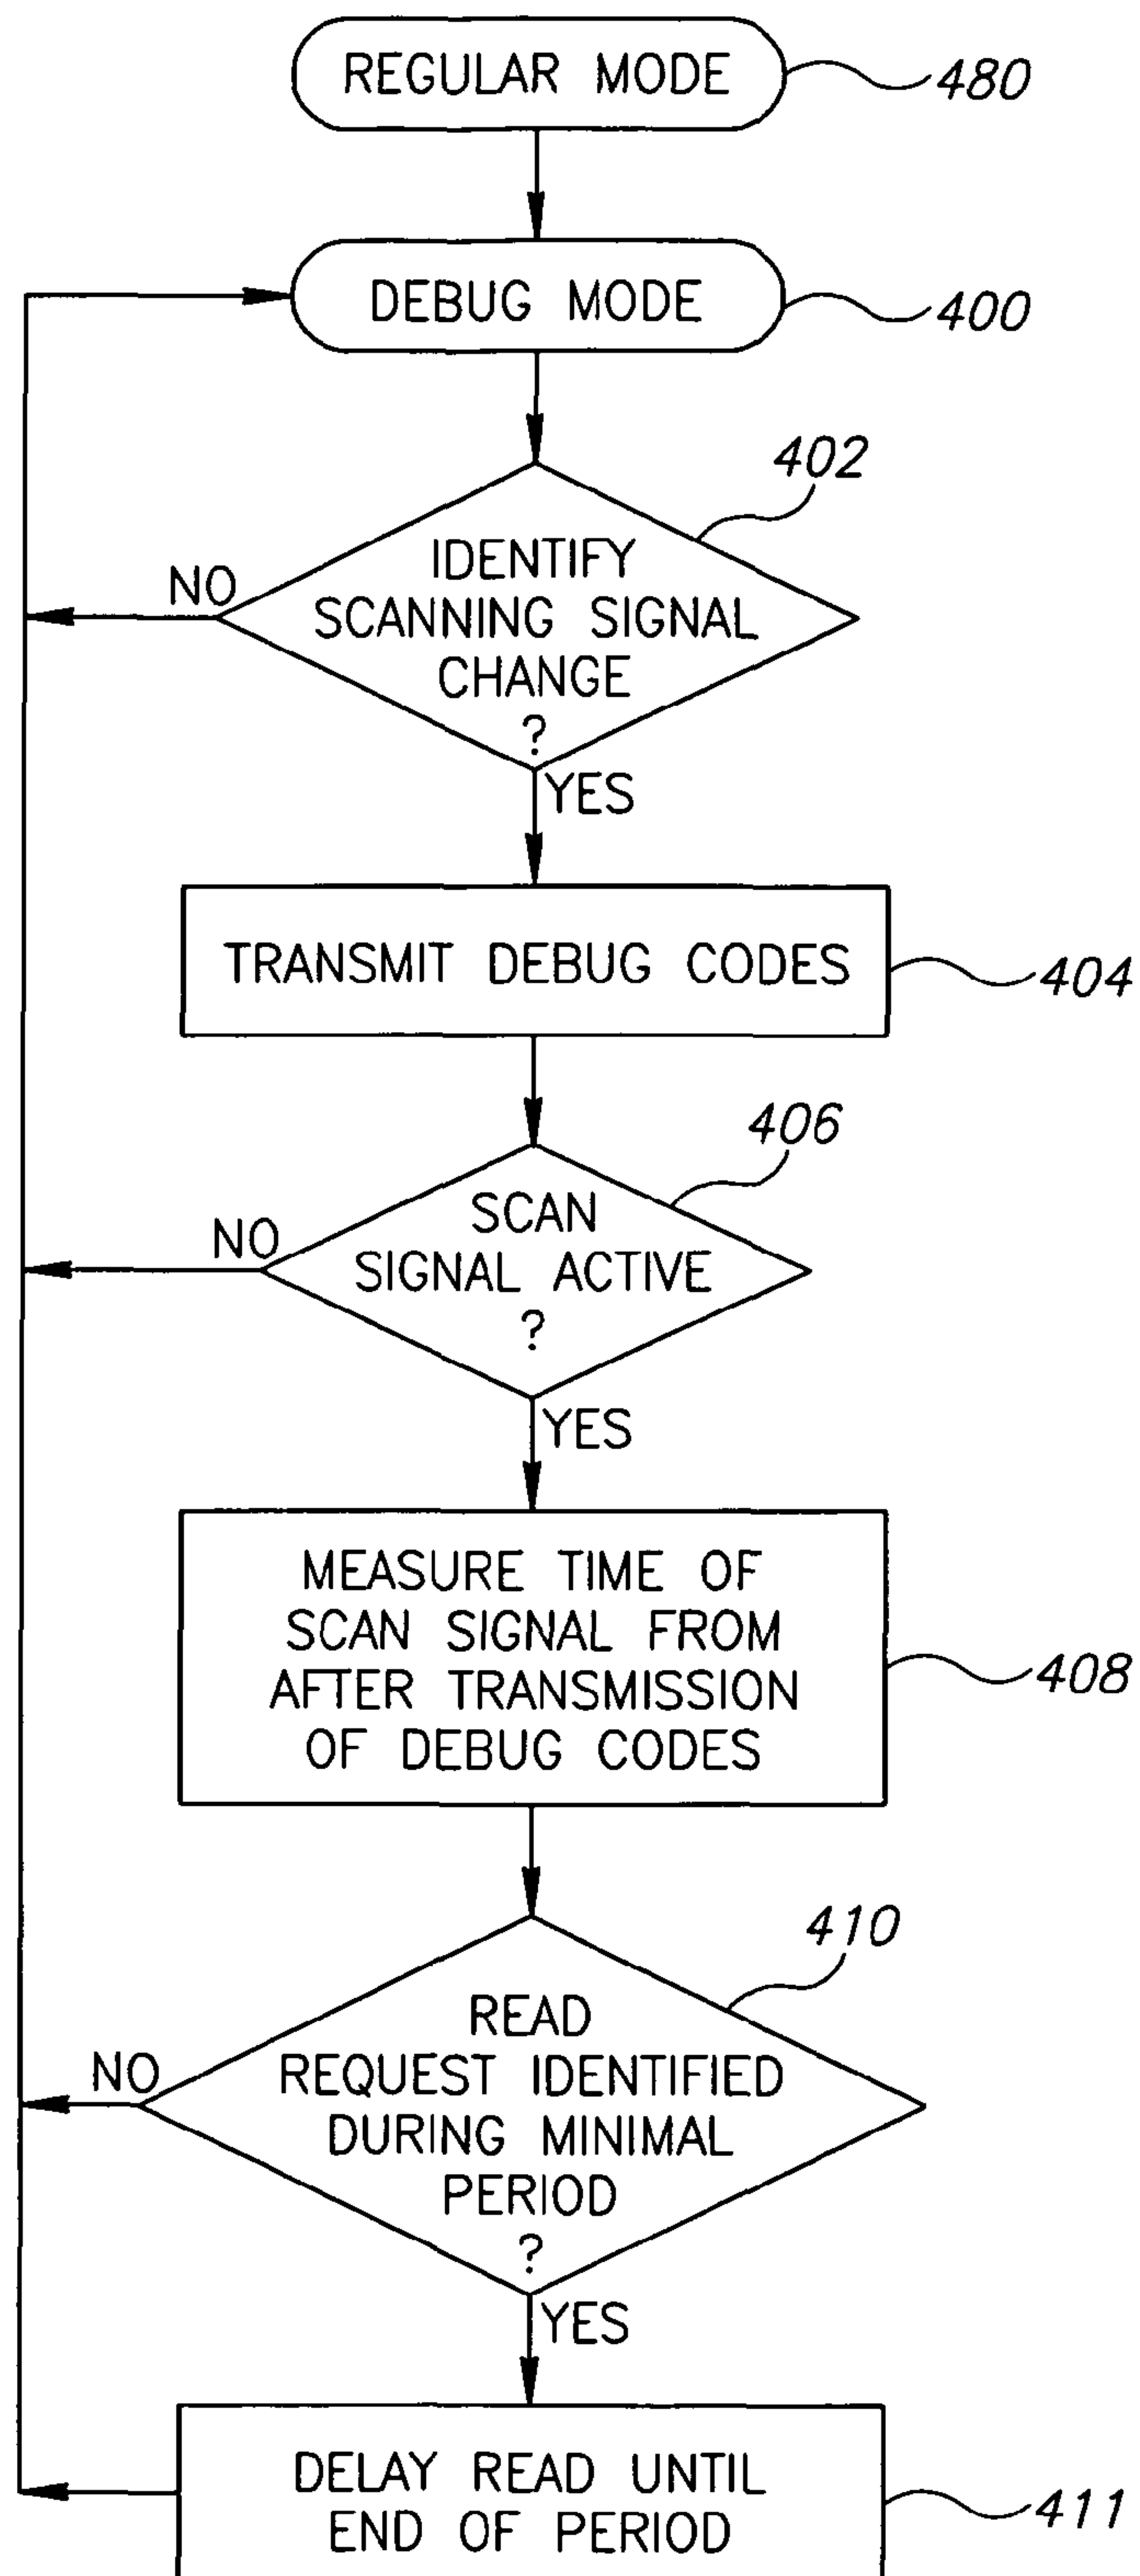 REGULAR MODE
480
DEBUG MODE
400
402
IDENTIFY
SCANNING SIGNAL
CHANGE
?
NO
YES
TRANSMIT DEBUG CODES
404
406
SCAN
SIGNAL ACTIVE
?
NO
YES
MEASURE TIME OF
SCAN SIGNAL FROM
AFTER TRANSMISSION
OF DEBUG CODES
408
410
READ
REQUEST IDENTIFIED
DURING MINIMAL
PERIOD
?
NO
YES
DELAY READ UNTIL
END OF PERIOD
411